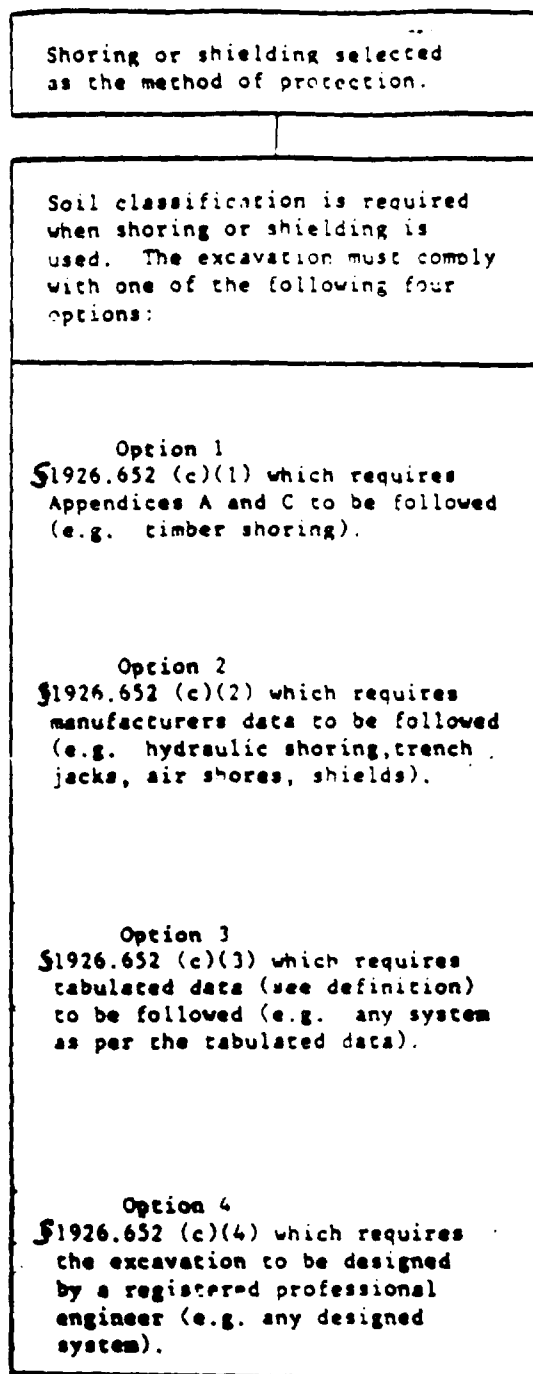 Shoring or shielding selected
as the method of protection.
Soil classification is required
when shoring or shielding is
used. The excavation must comply
with one of the following four
options:
Option 1
§1926.652 (c)(1) which requires
Appendices A and C to be followed
(e.g. timber shoring).
Option 2
§1926.652 (c)(2) which requires
manufacturers data to be followed
(e.g. hydraulic shoring,trench
jacks, air shores, shields).
Option 3
§1926.652 (c)(3) which requires
tabulated data (see definition)
to be followed (e.g. any system
as per the tabulated data).
Option 4
§1926.652 (c)(4) which requires
the excavation to be designed
by a registered professional
engineer (e.g. any designed
system).